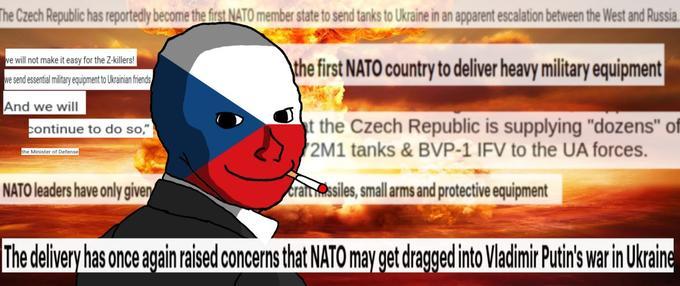 The Czech Republic has reportedly become the first NATO member state to send tanks to Ukraine in an apparent escalation between the West and Russia.
we will not make it easy for the Z-killers!
we send essential military equipment to Ukrainian friends
And we will
continue to do so,"
the Minister of Defense
the first NATO country to deliver heavy military equipment
t the Czech Republic is supplying "dozens" of
72M1 tanks & BVP-1 IFV to the UA forces.
NATO leaders have only given
craft missiles, small arms and protective equipment
The delivery has once again raised concerns that NATO may get dragged into Vladimir Putin's war in Ukraine